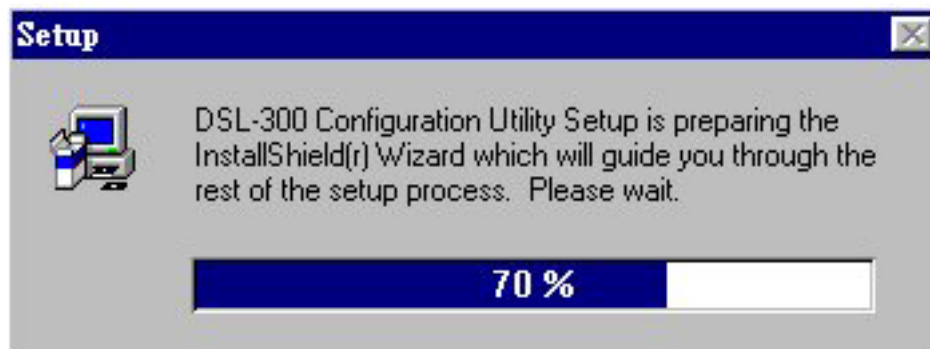 Setup
DSL-300 Configuration Utility Setup is preparing the
InstallShield(r) Wizard which will guide you through the
rest of the setup process.  Please wait.
70 %